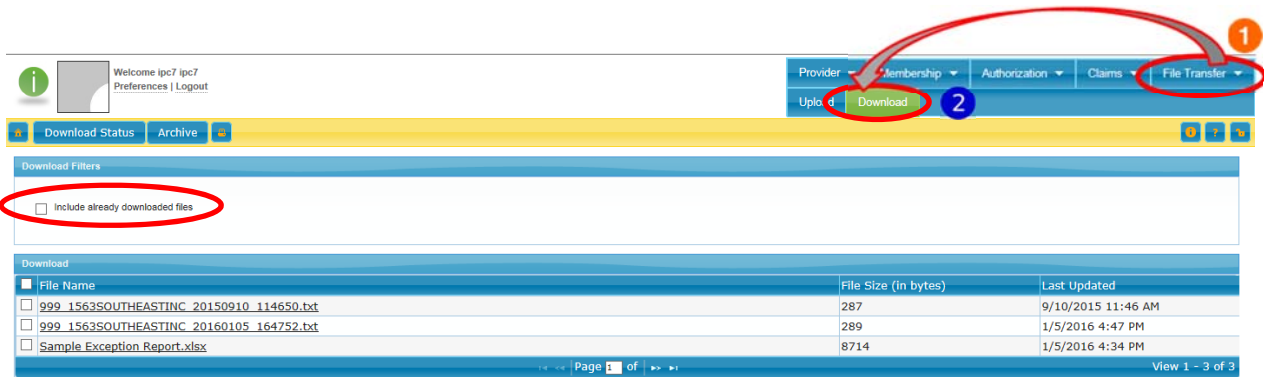 1
Welcome ipc7 ipc7
Preferences | Logout
Provider Membership Authorization Claims File Transfer
Upload Download 2
Download Status Archive
Download Filters
Include already downloaded files
Download
File Name File Size (in bytes) Last Updated
999_1563SOUTHEASTINC_20150910_114650.txt 287 9/10/2015 11:46 AM
999_1563SOUTHEASTINC_20160105_164752.txt 289 1/5/2016 4:47 PM
Sample Exception Report.xlsx 8714 1/5/2016 4:34 PM
Page 1 of View 1 - 3 of 3